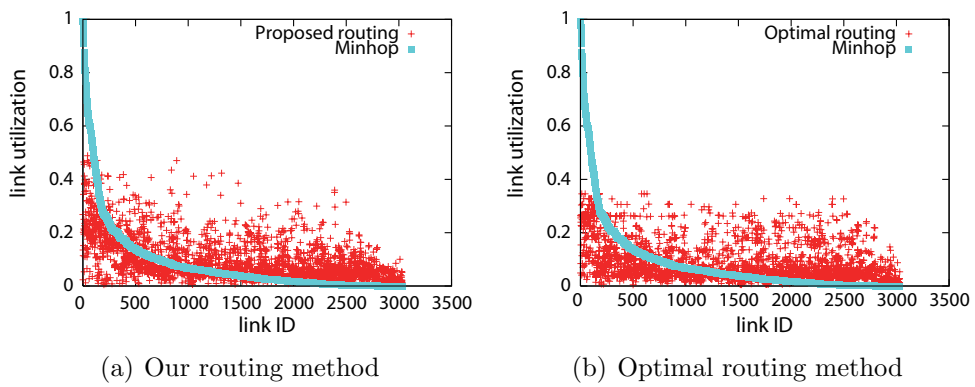 Proposed routing
Minhop
1
0.8
0.6
0.4
0.2
0
link utilization
0 500 1000 1500 2000 2500 3000 3500
link ID
(a) Our routing method
Optimal routing
Minhop
1
0.8
0.6
0.4
0.2
0
link utilization
0 500 1000 1500 2000 2500 3000 3500
link ID
(b) Optimal routing method